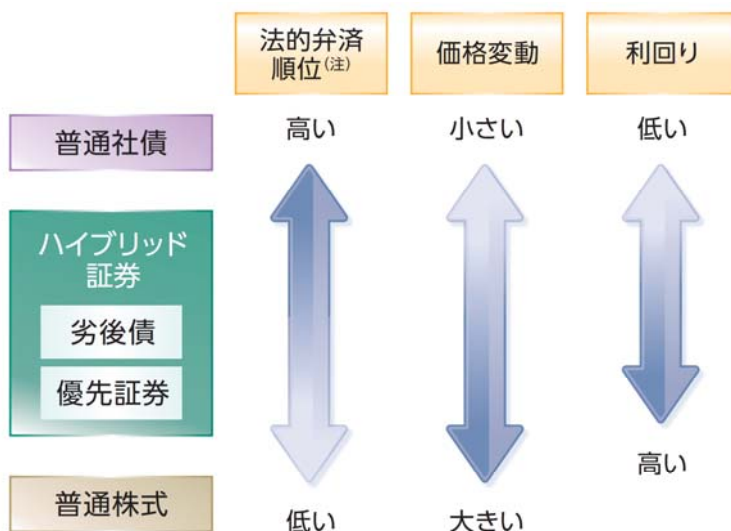 法的弁済
順位(注)
価格変動
利回り
普通社債
高い
小さい
低い
ハイブリッド
証券
劣後債
優先証券
高い
普通株式
低い
大きい